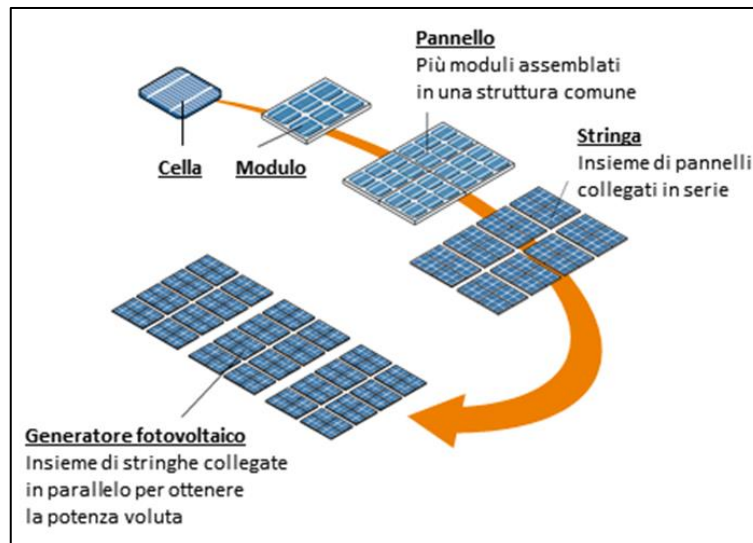 Pannello
Più moduli assemblati
in una struttura comune
Stringa
Insieme di pannelli
collegati in serie
Cella
Modulo
Generatore fotovoltaico
Insieme di stringhe collegate
in parallelo per ottenere
la potenza voluta